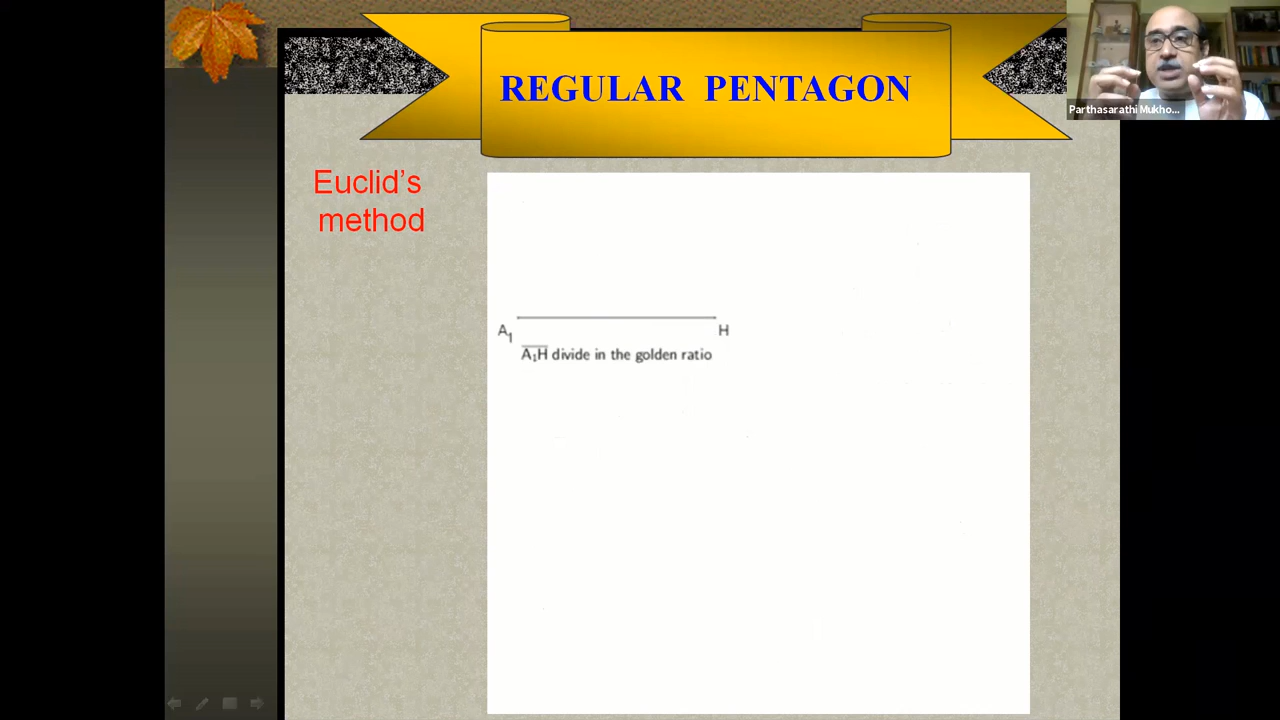 REGULAR PENTAGON
Parthasarathi Mukho...
Euclid's
method
A1 H
A1H divide in the golden ratio